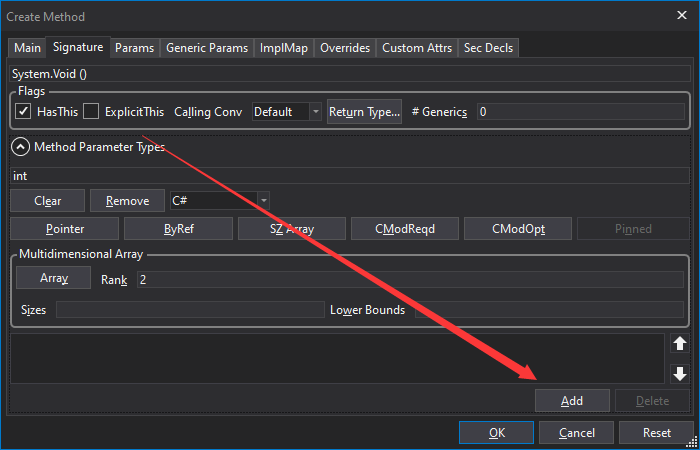 Create Method
Main Signature Params Generic Params ImplMap Overrides Custom Attrs Sec Decls
System.Void ()
Flags
HasThis ExplicitThis Calling Conv Default Return Type... # Generics 0
Method Parameter Types
int
Clear Remove C#
Pointer ByRef SZ Array CModReqd CModOpt Pinned
Multidimensional Array
Array Rank 2
Sizes Lower Bounds
Add Delete
OK Cancel Reset